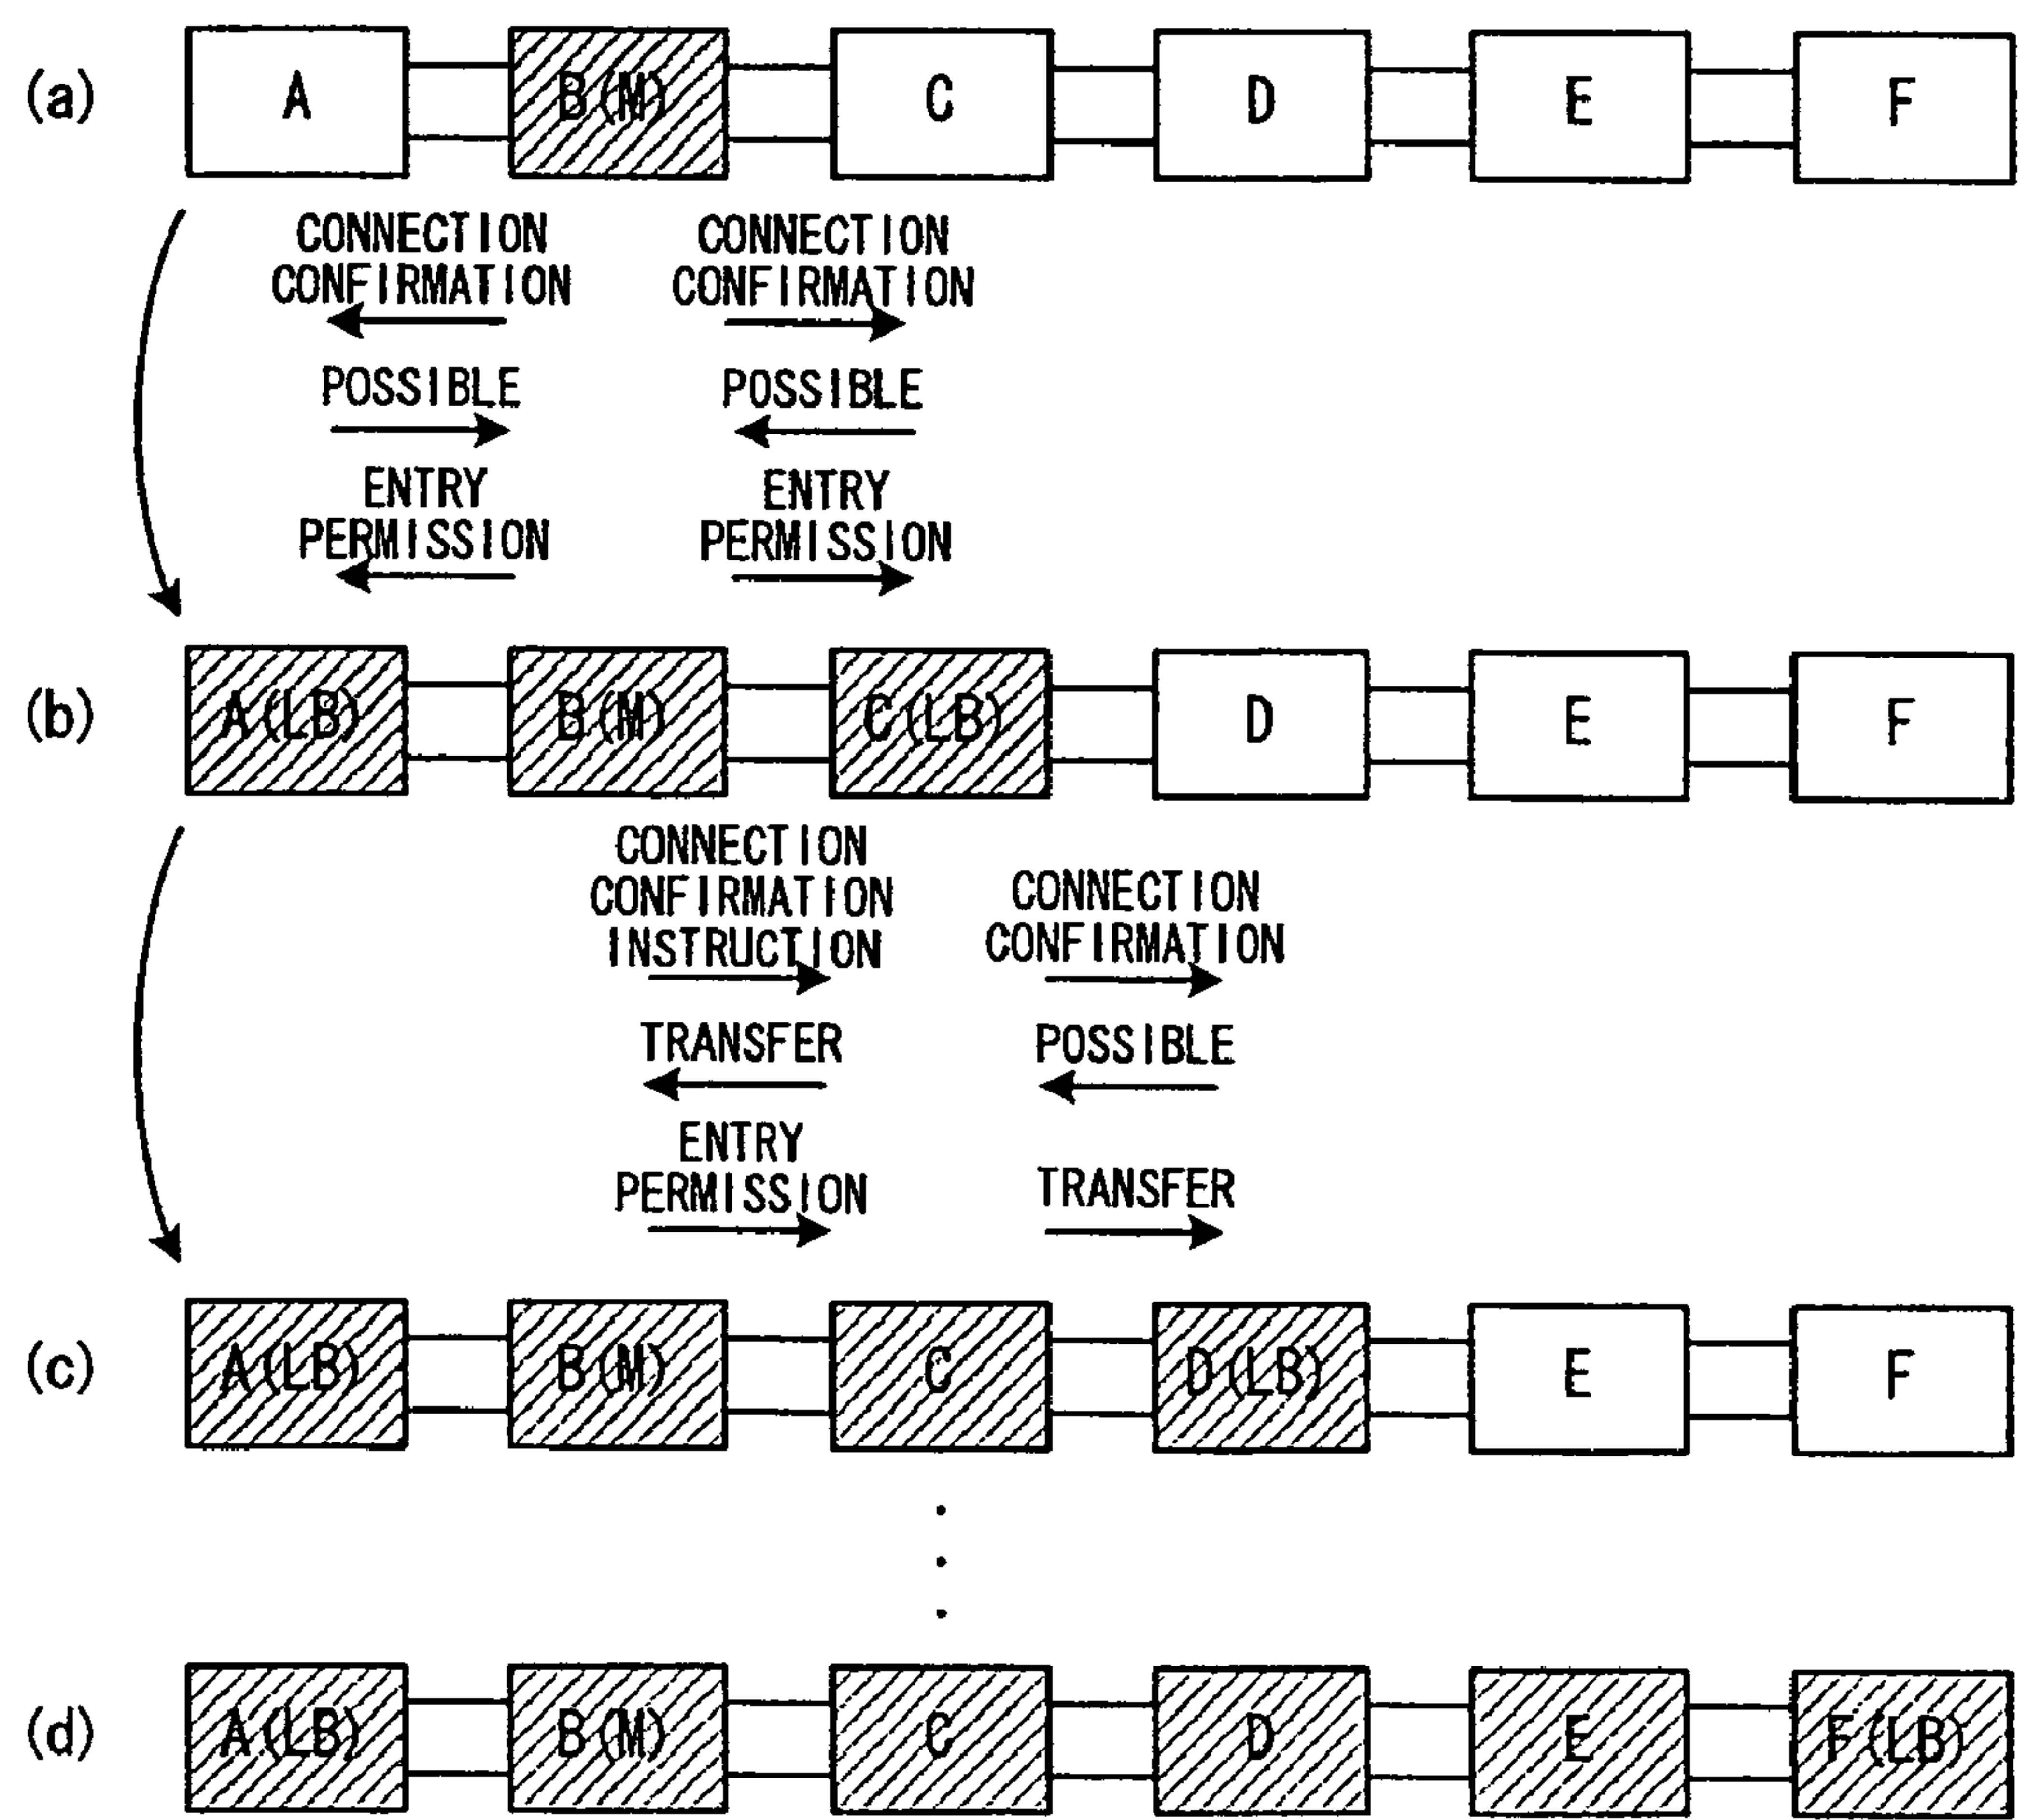 (a) A B(M) C D E F
CONNECTION CONNECTION
CONFIRMATION CONFIRMATION
POSSIBLE POSSIBLE
ENTRY ENTRY
PERMISSION PERMISSION
(b) A(LB) B(M) C(LB) D E F
CONNECTION
CONFIRMATION
INSTRUCTION
CONNECTION
CONFIRMATION
TRANSFER POSSIBLE
ENTRY
PERMISSION TRANSFER
(c) A(LB) B(M) C D(LB) E F
(d) A(LB) B(M) C D E F(LB)